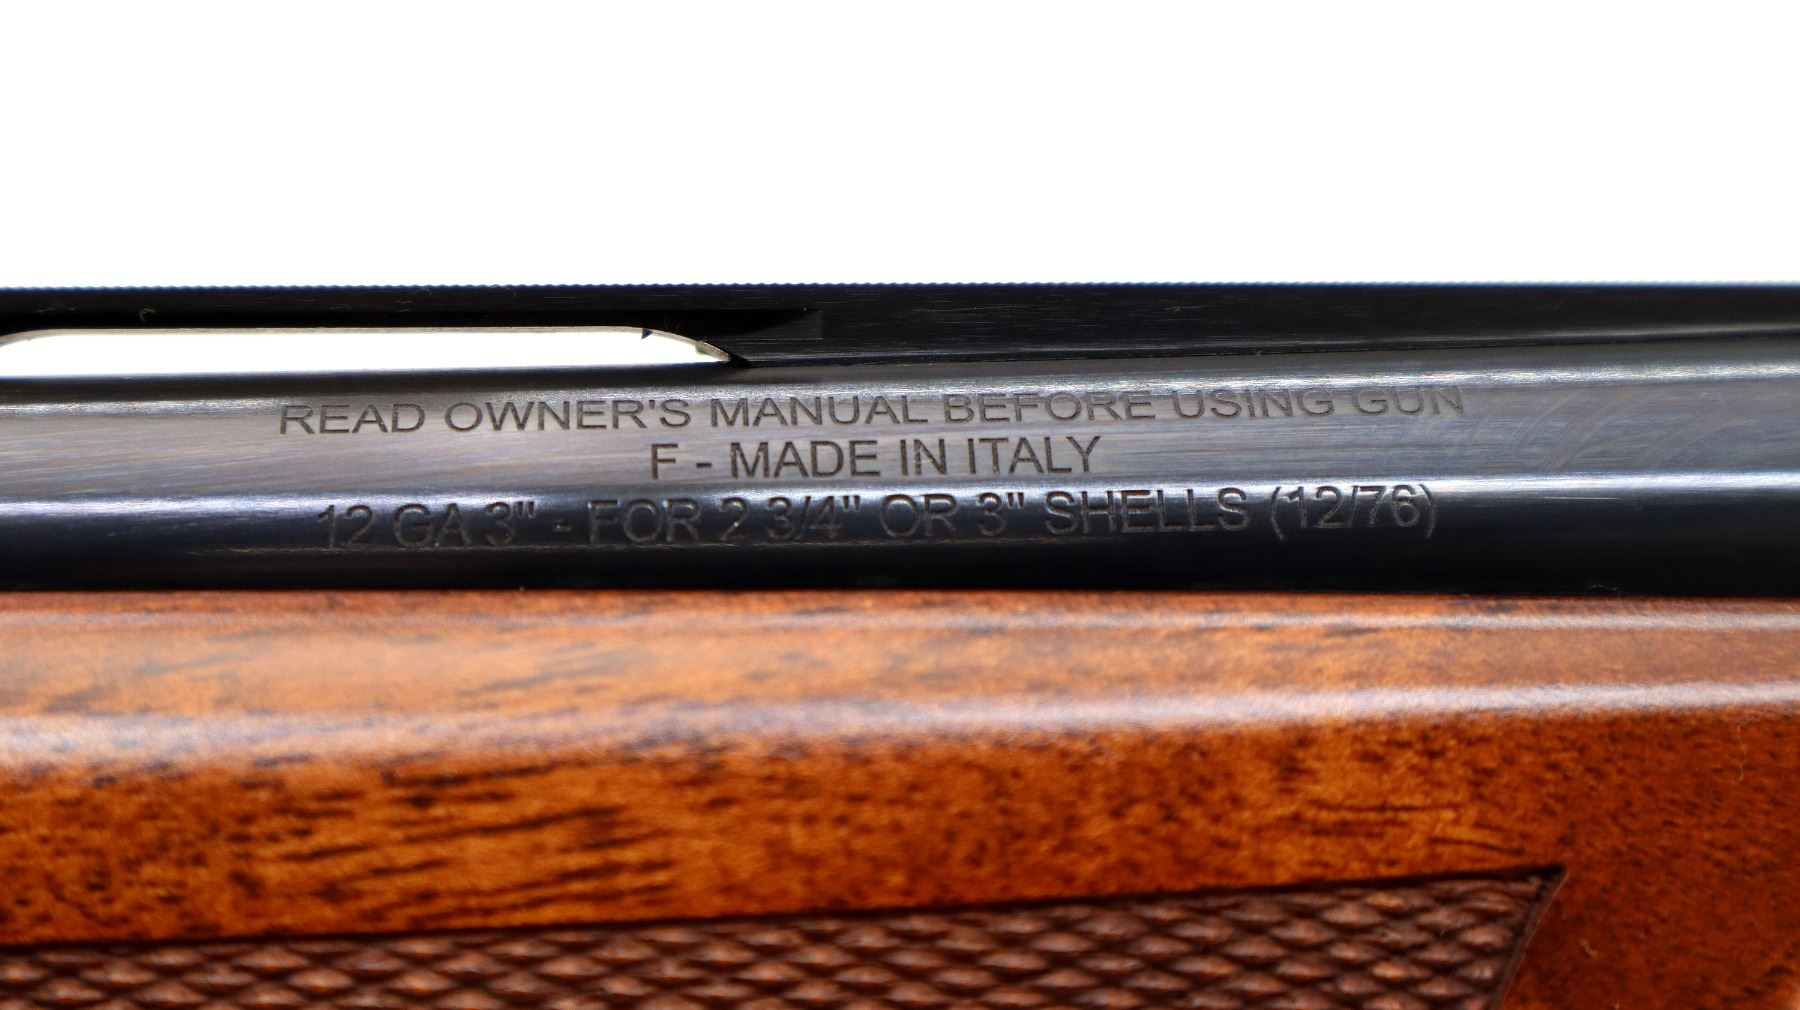 READ OWNER'S MANUAL BEFORE USING GUN
F - MADE IN ITALY
12 GA 3" - FOR 2 3/4" OR 3" SHELLS (12/76)